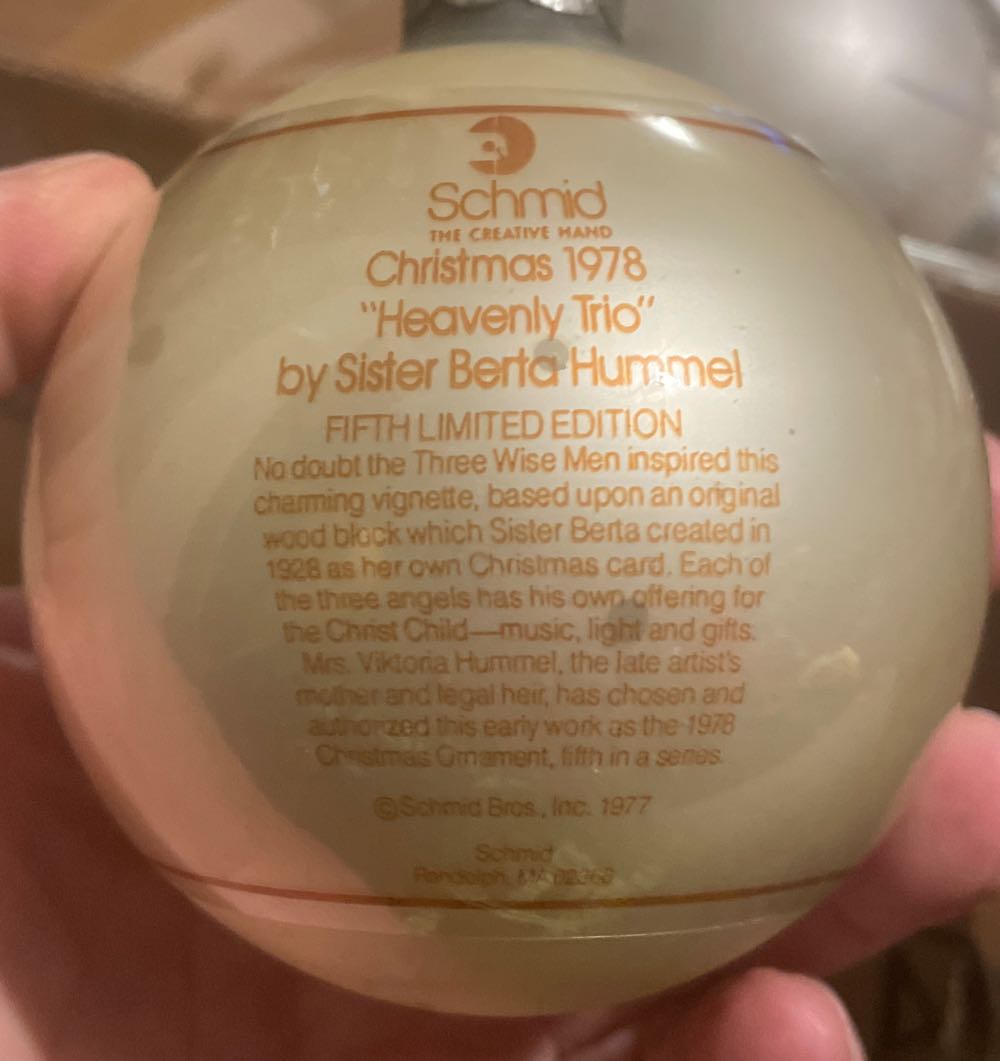 Schmid
THE CREATIVE HAND
Christmas 1978
"Heavenly Trio"
by Sister Berta Hummel
FIFTH LIMITED EDITION
No doubt the Three Wise Men inspired this
charming vignette, based upon an original
wood block which Sister Berta created in
1928 as her own Christmas card. Each of
the three angels has his own offering for
the Christ Child—music, light and gifts.
Mrs. Viktoria Hummel, the late artist's
mother and legal heir, has chosen and
authorized this early work as the 1978
Christmas Ornament, fifth in a series.
©Schmid Bros., Inc. 1977
Schmid
Randolph, MA 02368